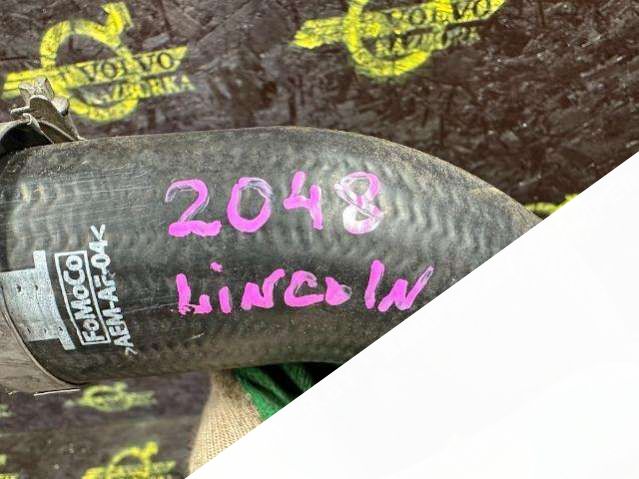 VOLVO
RAZBORKA
VOLVO
RAZBORKA
2048
LiNCOlN
FoMoCo
>AEM-AF-04<